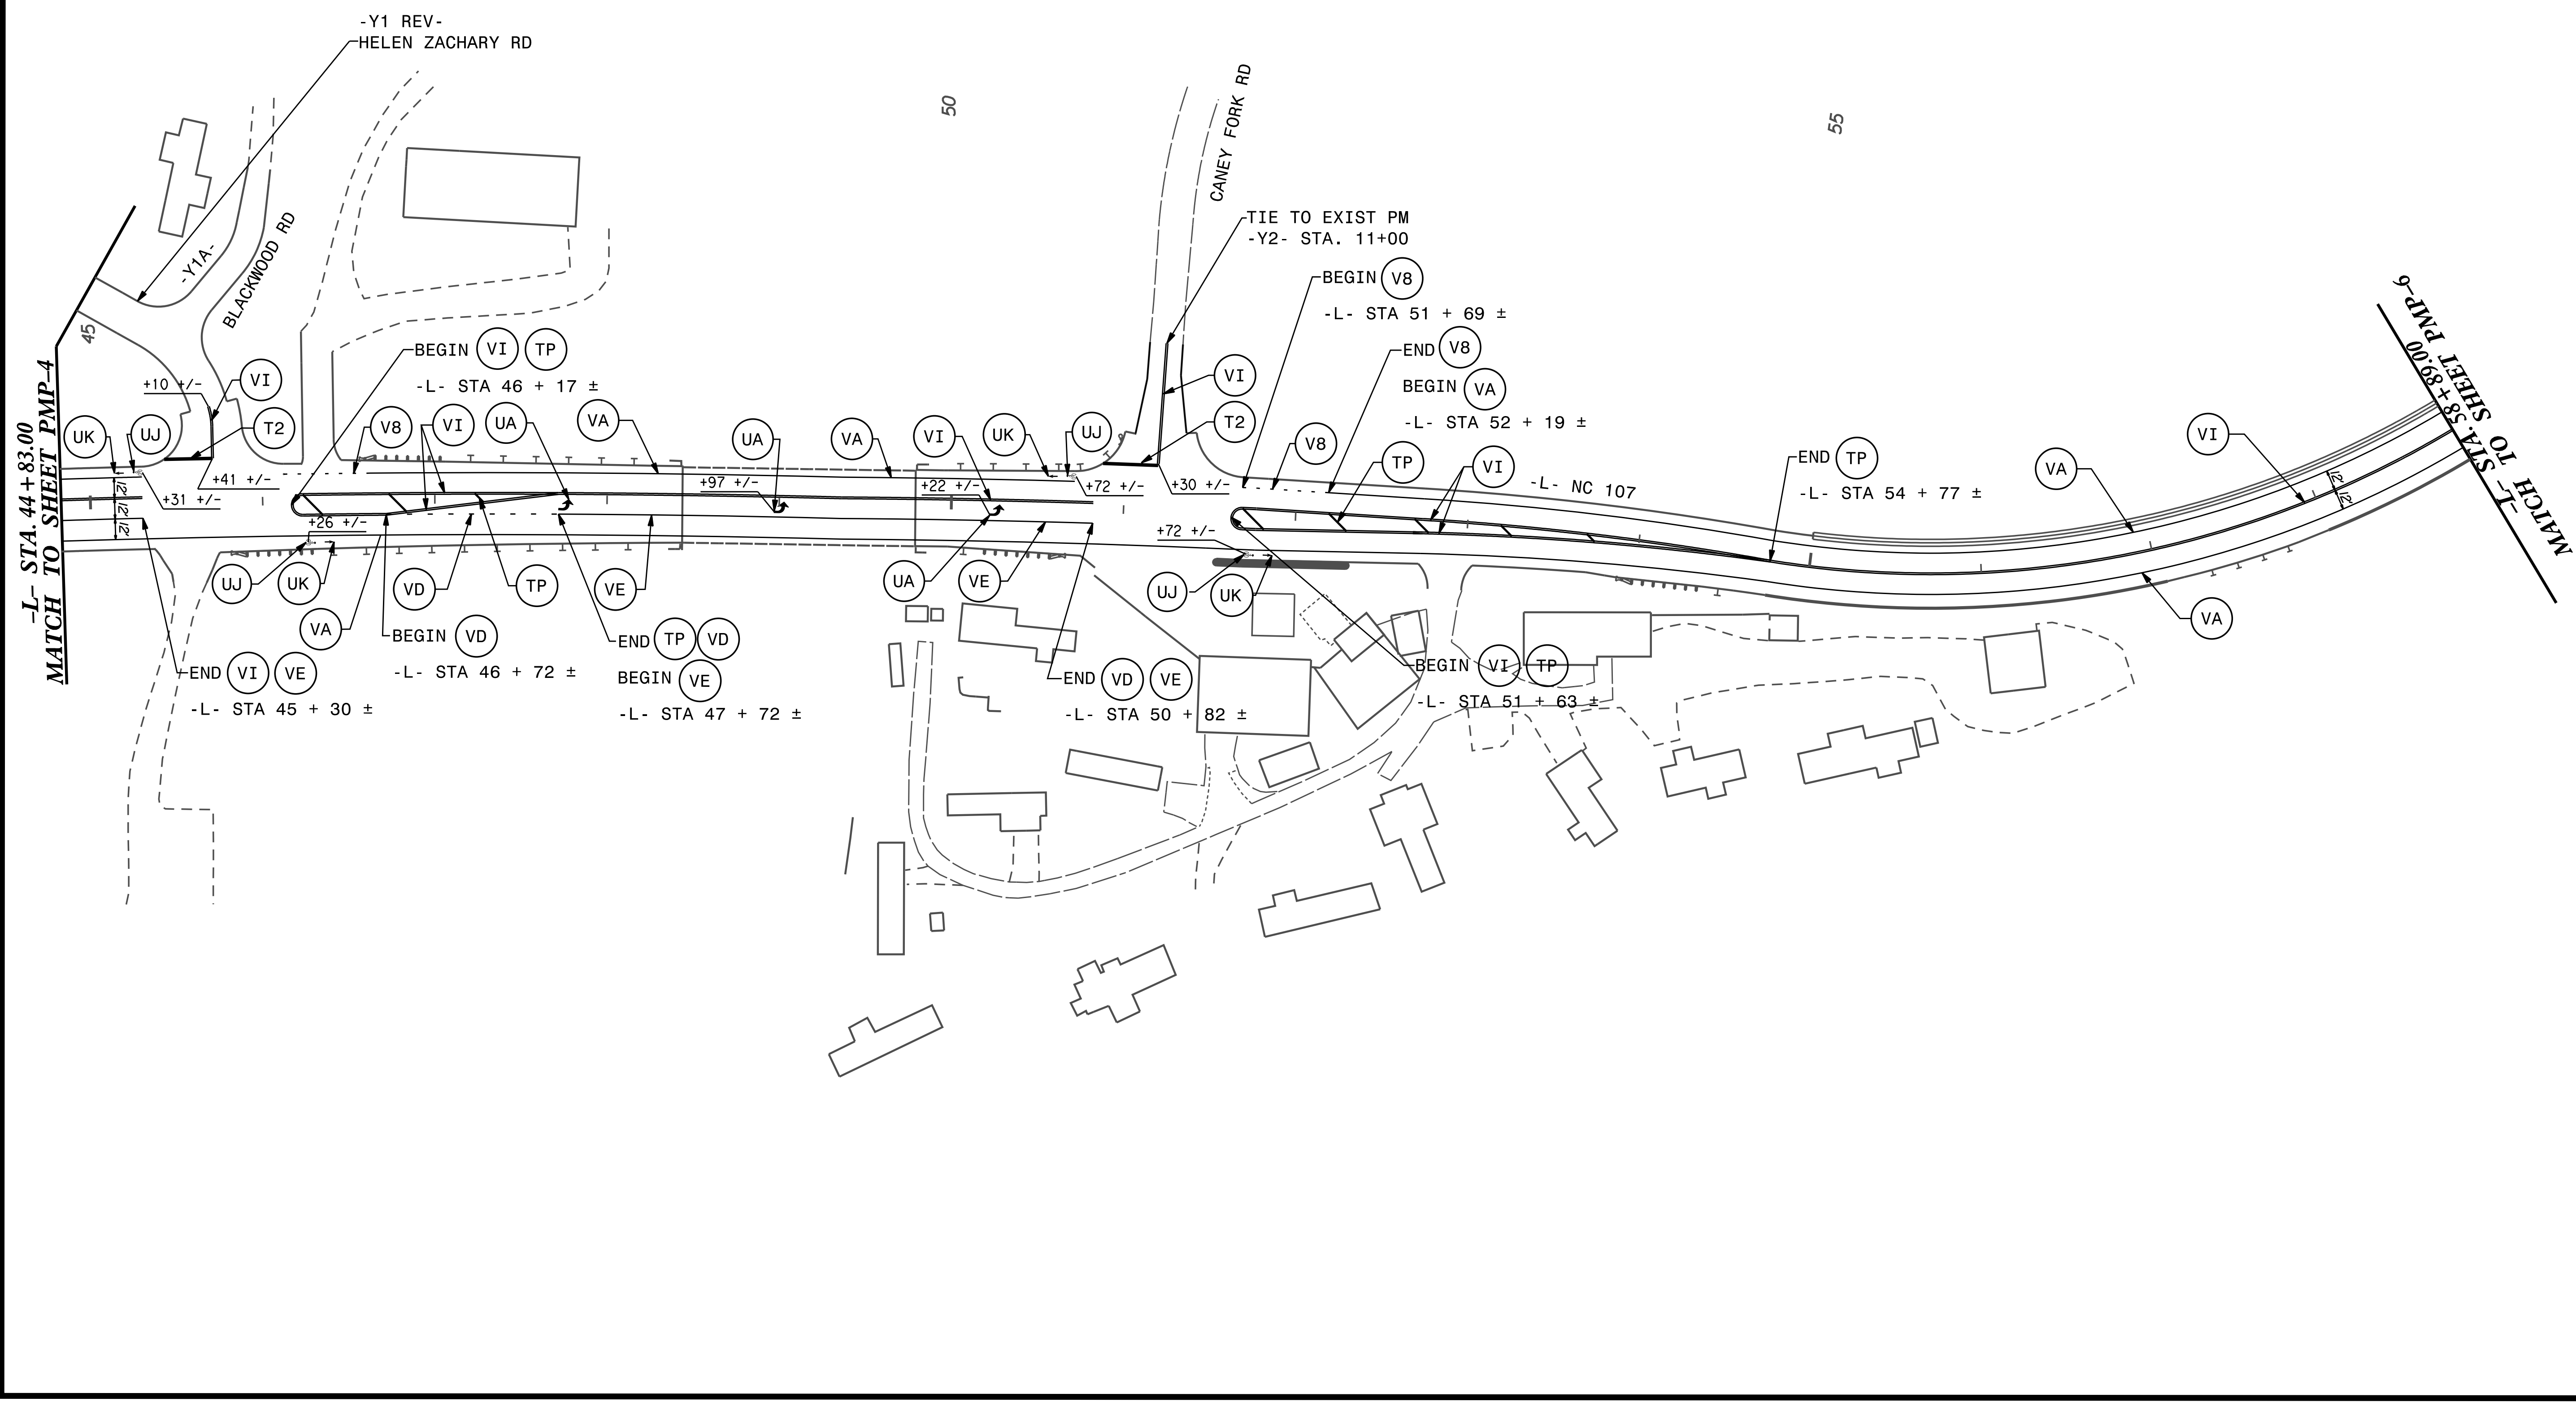 -Y1 REV-
HELEN ZACHARY RD
50
55
CANEY FORK RD
-Y1A-
BLACKWOOD RD
TIE TO EXIST PM
-Y2- STA. 11+00
BEGIN V8
-L- STA 51 + 69 ±
END V8
BEGIN VA
-L- STA 52 + 19 ±
45
BEGIN VI TP
-L- STA 46 + 17 ±
+10 +/-
VI
UK
UJ
T2
V8
VI
UA
VA
UA
VA
VI
UK
UJ
VI
T2
V8
TP
VI
-L- NC 107
END TP
-L- STA 54 + 77 ±
VA
VI
-L- STA. 44+83.00
MATCH TO SHEET PMP-4
12'
12'
12'
+31 +/-
+41 +/-
+26 +/-
+97 +/-
+22 +/-
+72 +/-
+30 +/-
+72 +/-
12'
12'
-L- STA. 58+89.00
MATCH TO SHEET PMP-6
UJ
UK
VA
VD
TP
VE
UA
VE
UJ
UK
VA
BEGIN VD
-L- STA 46 + 72 ±
END TP VD
BEGIN VE
-L- STA 47 + 72 ±
END VI VE
-L- STA 45 + 30 ±
END VD VE
-L- STA 50 + 82 ±
BEGIN VI TP
-L- STA 51 + 63 ±